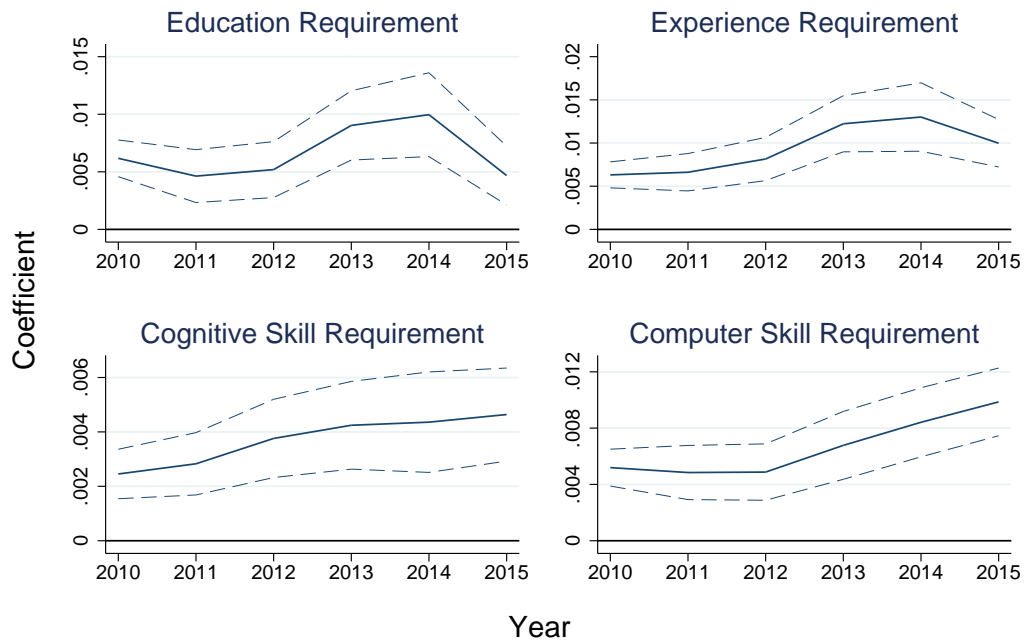 Education Requirement
.015
.01
.005
0
2010 2011 2012 2013 2014 2015
Experience Requirement
.02
.015
.01
.005
0
2010 2011 2012 2013 2014 2015
Cognitive Skill Requirement
.006
.004
.002
0
2010 2011 2012 2013 2014 2015
Computer Skill Requirement
.012
.008
.004
0
2010 2011 2012 2013 2014 2015
Coefficient
Year